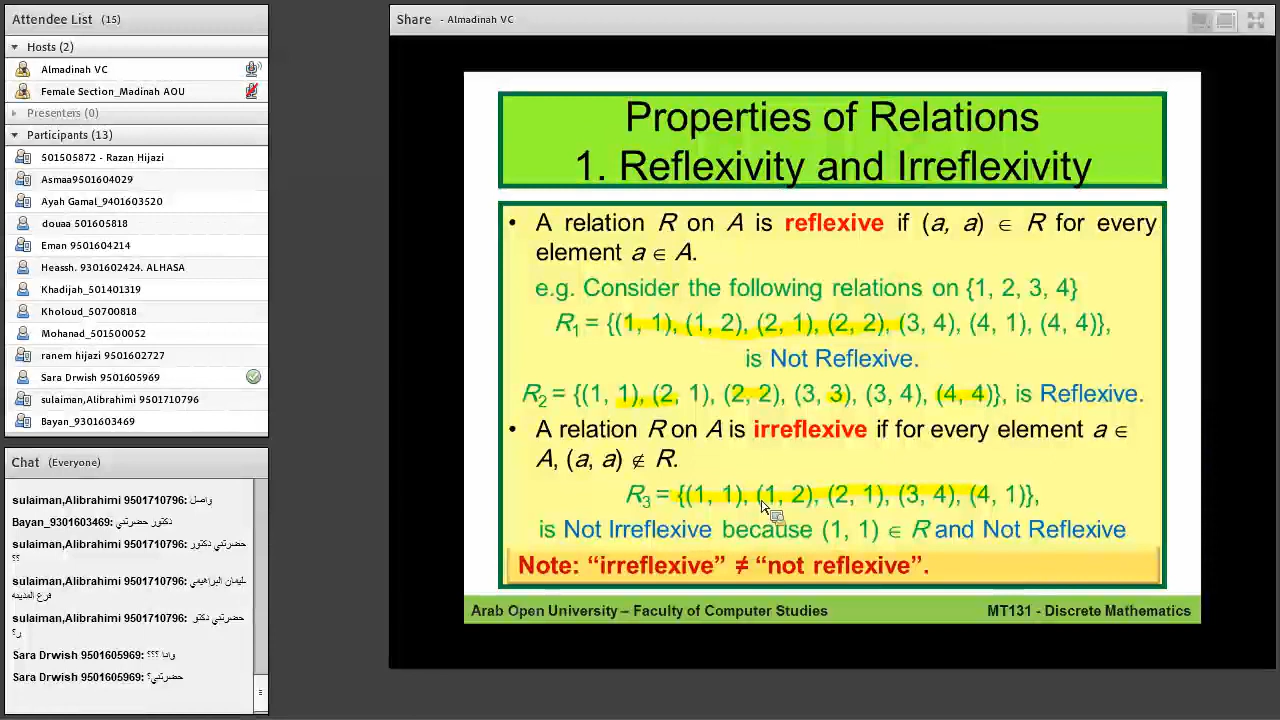 Attendee List (15)
Hosts (2)
Almadinah VC
Female Section_Madinah AOU
Presenters (0)
Participants (13)
501505872 - Razan Hijazi
Asmaa9501604029
Ayah Gamal_9401603520
douaa 501605818
Eman 9501604214
Heassh. 9301602424. ALHASA
Khadijah_501401319
Kholoud_50700818
Mohanad_501500052
ranem hijazi 9501602727
Sara Drwish 9501605969
sulaiman,Alibrahimi 9501710796
Bayan_9301603469
Chat (Everyone)
sulaiman,Alibrahimi 9501710796: واصل
Bayan_9301603469: دكتور حضرتني
sulaiman,Alibrahimi 9501710796: حضرتني دكتور
؟؟
sulaiman,Alibrahimi 9501710796: سليمان البراهيمي
فرع المدينه
sulaiman,Alibrahimi 9501710796: حضرتني دكتو
ر؟
Sara Drwish 9501605969: وانا ؟؟؟
Sara Drwish 9501605969: حضرتني؟
Share - Almadinah VC
Properties of Relations
1. Reflexivity and Irreflexivity
• A relation R on A is reflexive if (a, a) ∈ R for every
element a ∈ A.
e.g. Consider the following relations on {1, 2, 3, 4}
R₁ = {(1, 1), (1, 2), (2, 1), (2, 2), (3, 4), (4, 1), (4, 4)},
is Not Reflexive.
R₂ = {(1, 1), (2, 1), (2, 2), (3, 3), (3, 4), (4, 4)}, is Reflexive.
• A relation R on A is irreflexive if for every element a ∈
A, (a, a) ∉ R.
R₃ = {(1, 1), (1, 2), (2, 1), (3, 4), (4, 1)},
is Not Irreflexive because (1, 1) ∈ R and Not Reflexive
Note: “irreflexive” ≠ “not reflexive”.
Arab Open University – Faculty of Computer Studies
MT131 - Discrete Mathematics